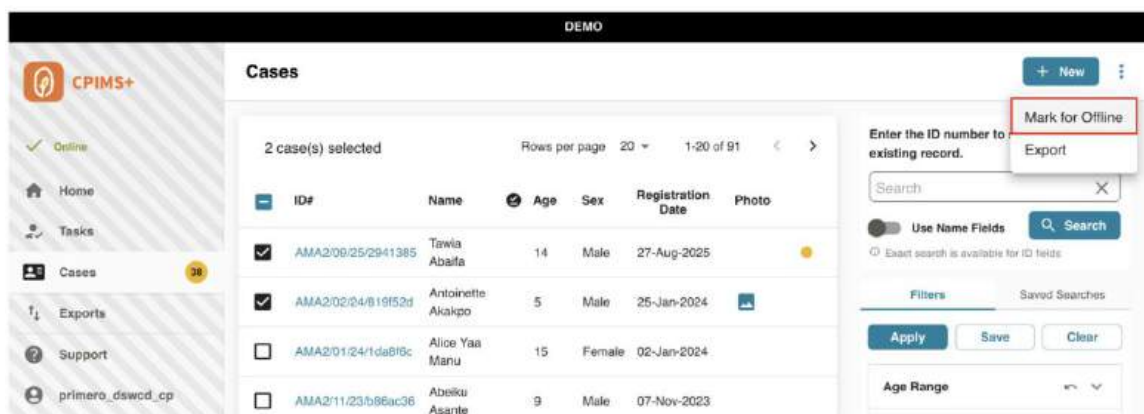 DEMO
CPIMS+
Online
Home
Tasks
Cases
38
Exports
Support
primero_dswcd_cp
Cases
+ New
Mark for Offline
Export
2 case(s) selected
Rows per page 20
1-20 of 91
ID#
Name
Age
Sex
Registration Date
Photo
AMA2/09/25/2941385
Tawia Abaifa
14
Male
27-Aug-2025
AMA2/02/24/819f52d
Antoinette Akakpo
5
Male
25-Jan-2024
AMA2/01/24/1da8f6c
Alice Yaa Manu
15
Female
02-Jan-2024
AMA2/11/23/b86ac36
Abeiku Asante
9
Male
07-Nov-2023
Enter the ID number to
existing record.
Search
Use Name Fields
Search
Exact search is available for ID fields
Filters
Saved Searches
Apply
Save
Clear
Age Range